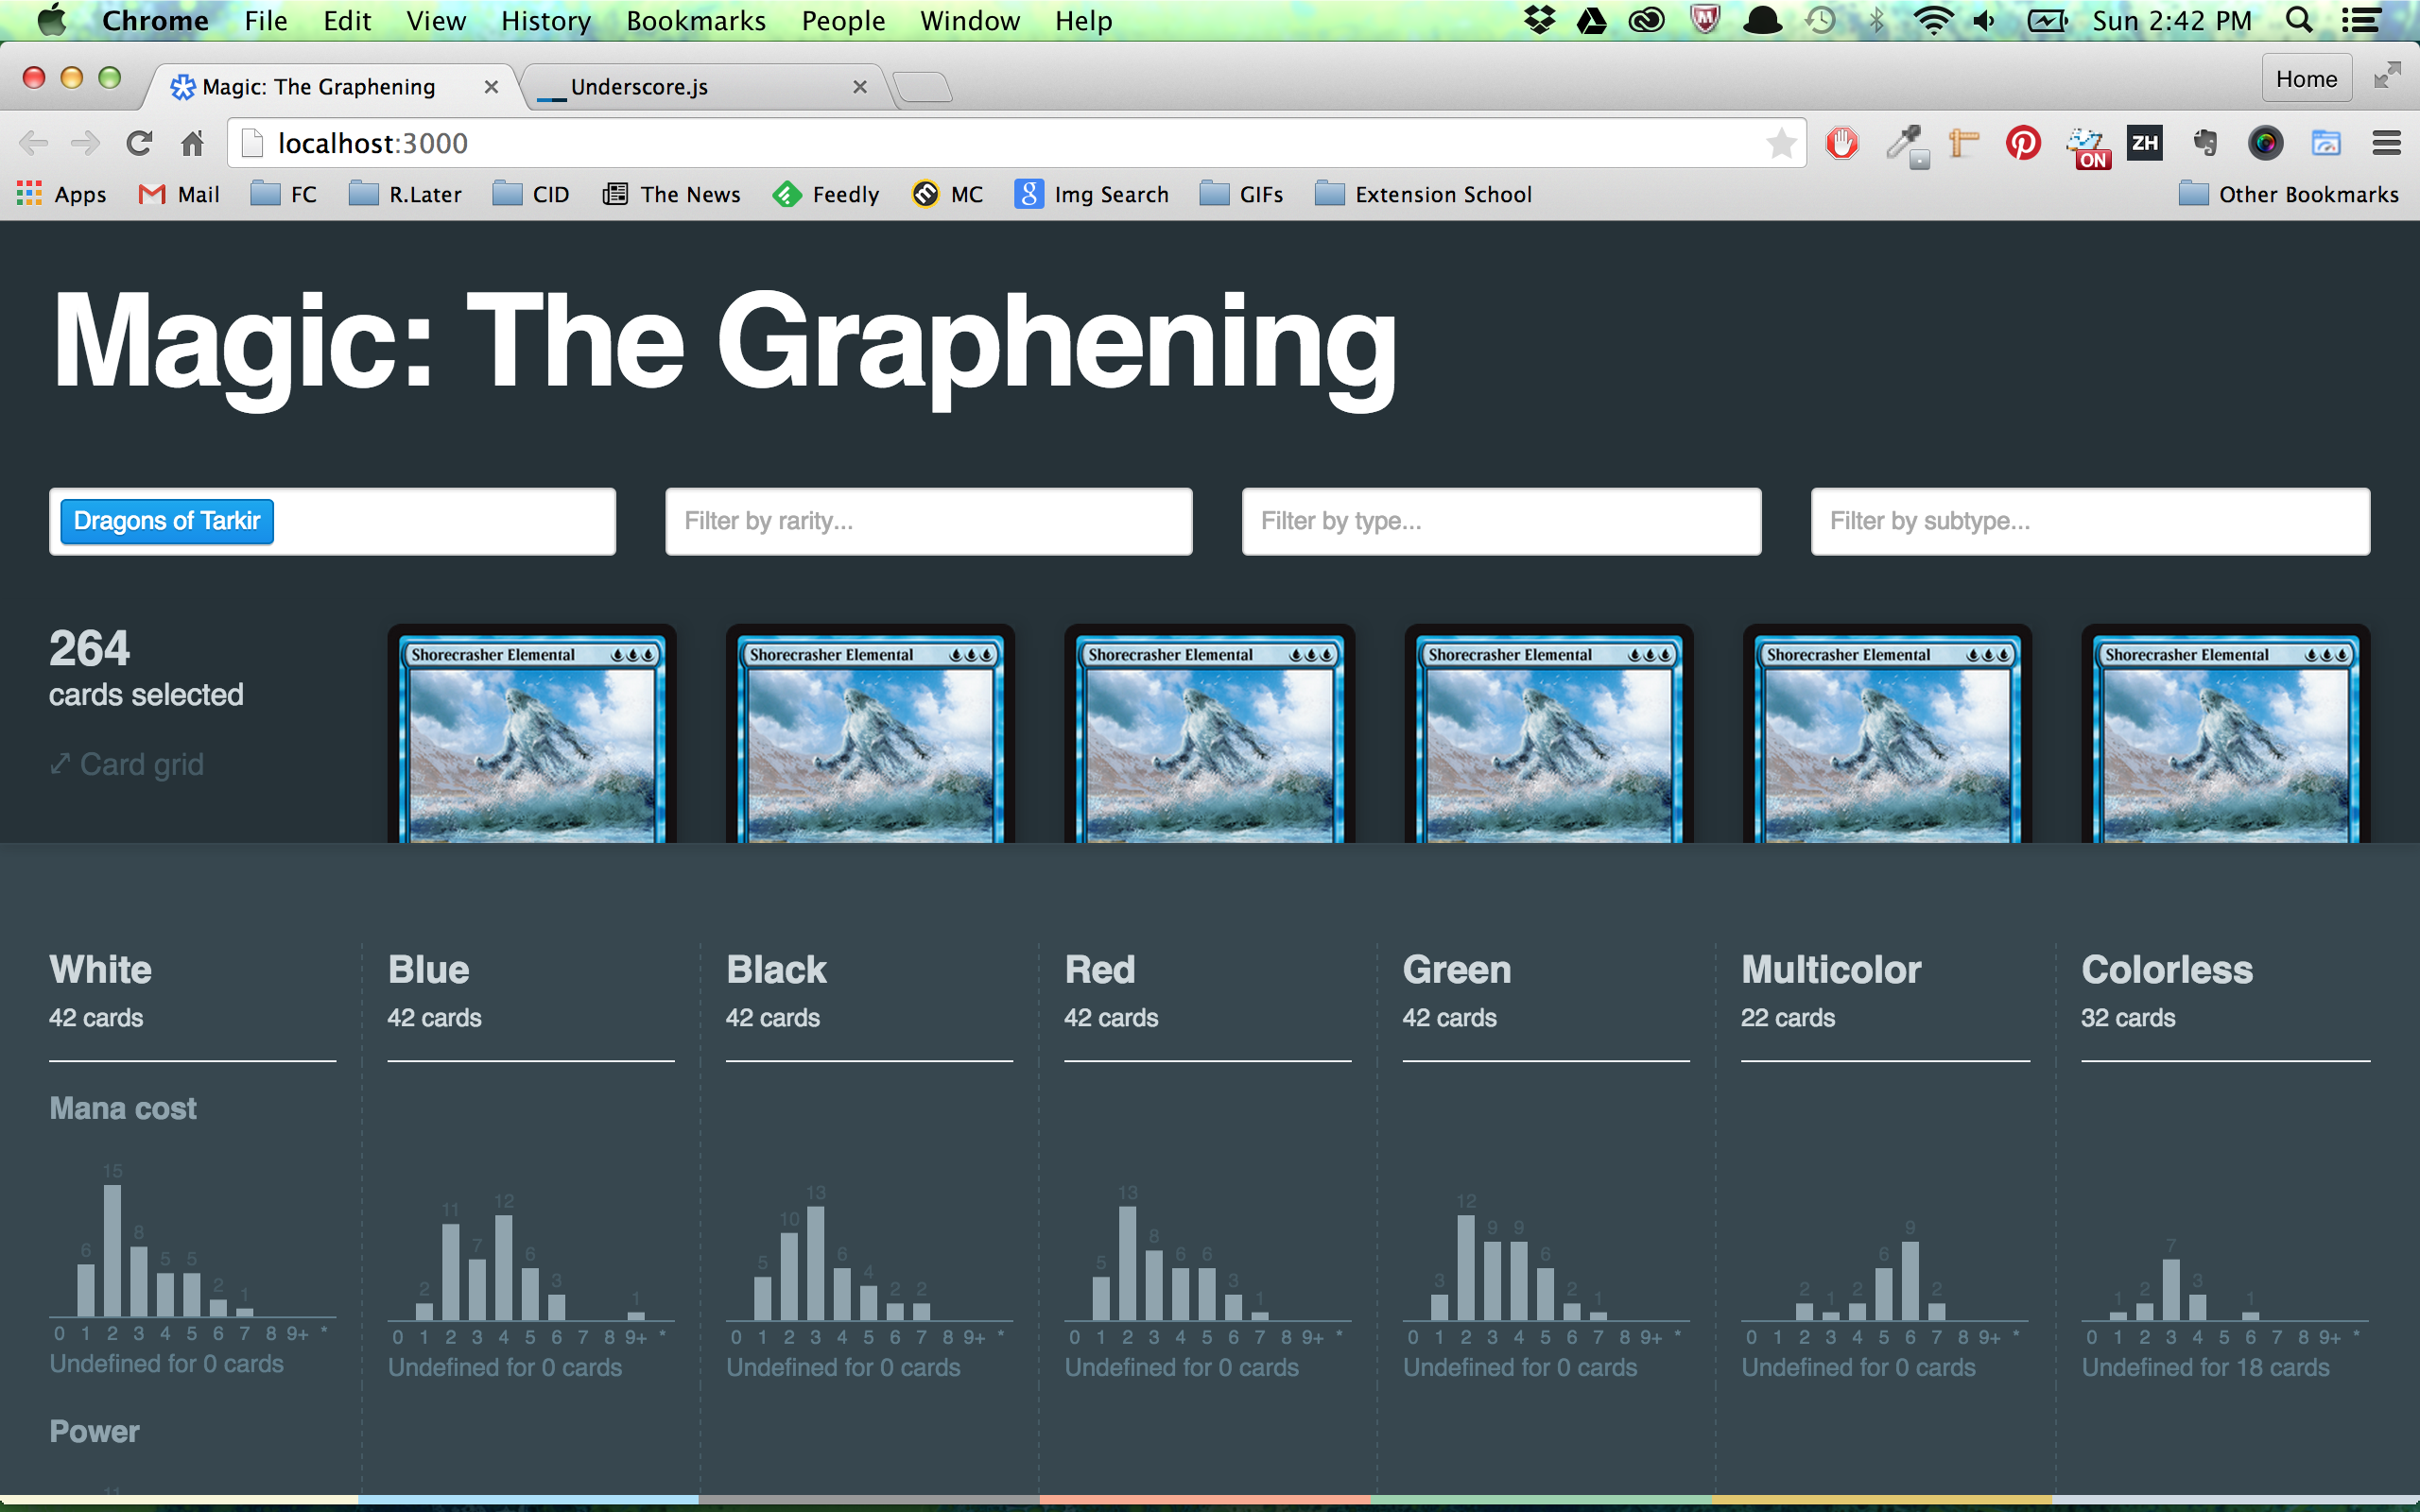 Chrome File Edit View History Bookmarks People Window Help Sun 2:42 PM
Magic: The Graphening Underscore.js Home
localhost:3000 ZH ON
Apps Mail FC R.Later CID The News Feedly MC Img Search GIFs Extension School Other Bookmarks
Magic: The Graphening
Dragons of Tarkir Filter by rarity... Filter by type... Filter by subtype...
264
cards selected
Card grid
Shorecrasher Elemental Shorecrasher Elemental Shorecrasher Elemental Shorecrasher Elemental Shorecrasher Elemental Shorecrasher Elemental
White Blue Black Red Green Multicolor Colorless
42 cards 42 cards 42 cards 42 cards 42 cards 22 cards 32 cards
Mana cost
6 15 8 5 5 2 1
0 1 2 3 4 5 6 7 8 9+ *
Undefined for 0 cards
2 11 7 12 6 3 1
0 1 2 3 4 5 6 7 8 9+ *
Undefined for 0 cards
5 10 13 6 4 2 2
0 1 2 3 4 5 6 7 8 9+ *
Undefined for 0 cards
5 13 8 6 6 3 1
0 1 2 3 4 5 6 7 8 9+ *
Undefined for 0 cards
3 12 9 9 6 2 1
0 1 2 3 4 5 6 7 8 9+ *
Undefined for 0 cards
2 1 2 6 9 2
0 1 2 3 4 5 6 7 8 9+ *
Undefined for 0 cards
1 2 7 3 1
0 1 2 3 4 5 6 7 8 9+ *
Undefined for 18 cards
Power
11